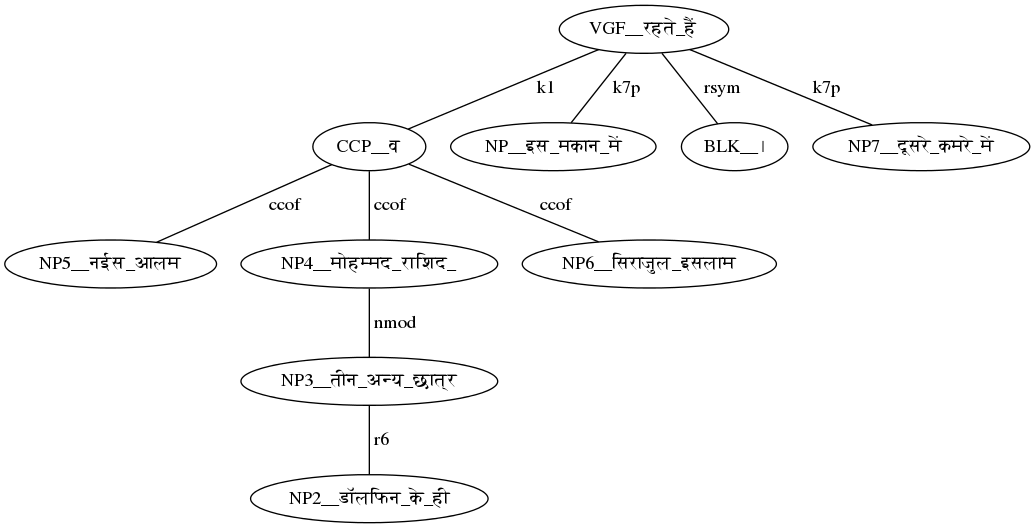 VGF__रहते_हैं
k1 k7p rsym k7p
CCP__व NP__इस_मकान_में BLK__। NP7__दूसरे_कमरे_में
ccof ccof ccof
NP5__नईस_आलम NP4__मोहम्मद_राशिद_ NP6__सिराजुल_इसलाम
nmod
NP3__तीन_अन्य_छात्र
r6
NP2__डॉलफिन_के_ही